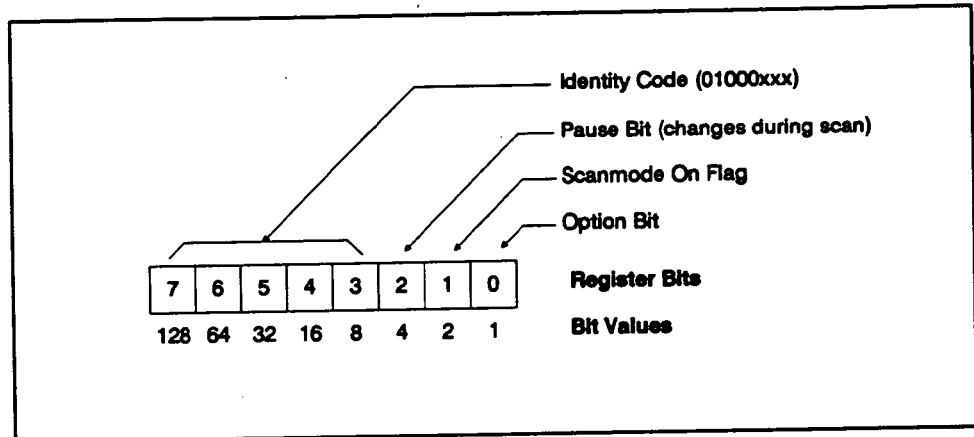 Identity Code (01000xxx)
Pause Bit (changes during scan)
Scanmode On Flag
Option Bit
7 6 5 4 3 2 1 0 Register Bits
128 64 32 16 8 4 2 1 Bit Values